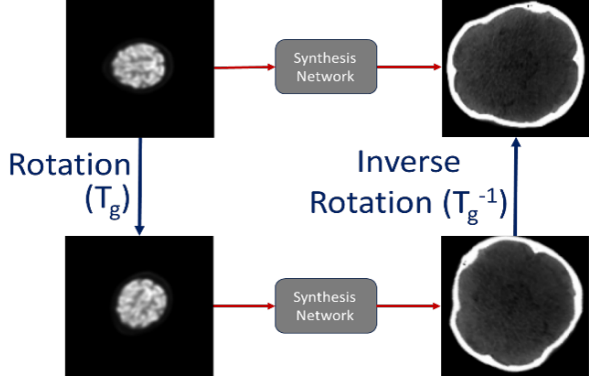 Synthesis
Network
Rotation
(Tg)
Inverse
Rotation (Tg-1)
Synthesis
Network